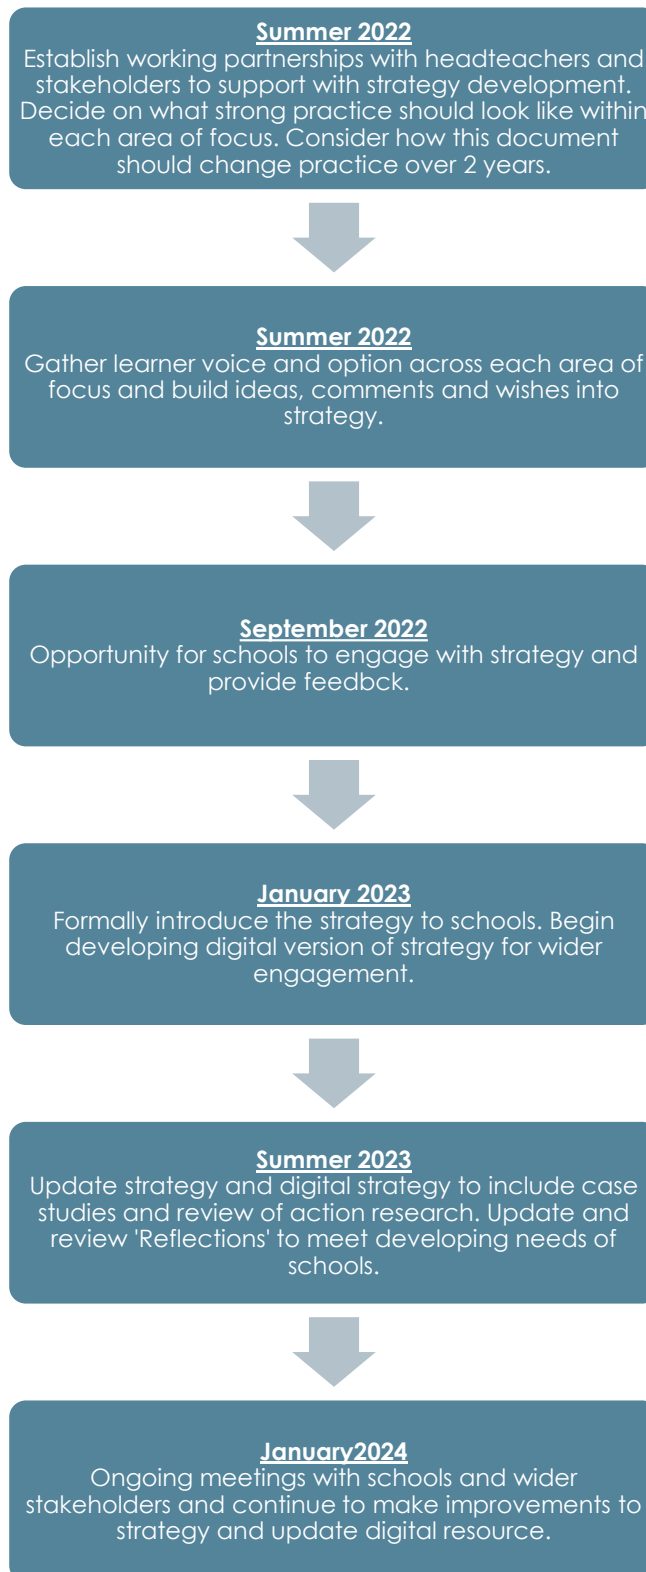 Summer 2022
Establish working partnerships with headteachers and
stakeholders to support with strategy development.
Decide on what strong practice should look like within
each area of focus. Consider how this document
should change practice over 2 years.
Summer 2022
Gather learner voice and option across each area of
focus and build ideas, comments and wishes into
strategy.
September 2022
Opportunity for schools to engage with strategy and
provide feedbck.
January 2023
Formally introduce the strategy to schools. Begin
developing digital version of strategy for wider
engagement.
Summer 2023
Update strategy and digital strategy to include case
studies and review of action research. Update and
review 'Reflections' to meet developing needs of
schools.
January2024
Ongoing meetings with schools and wider
stakeholders and continue to make improvements to
strategy and update digital resource.